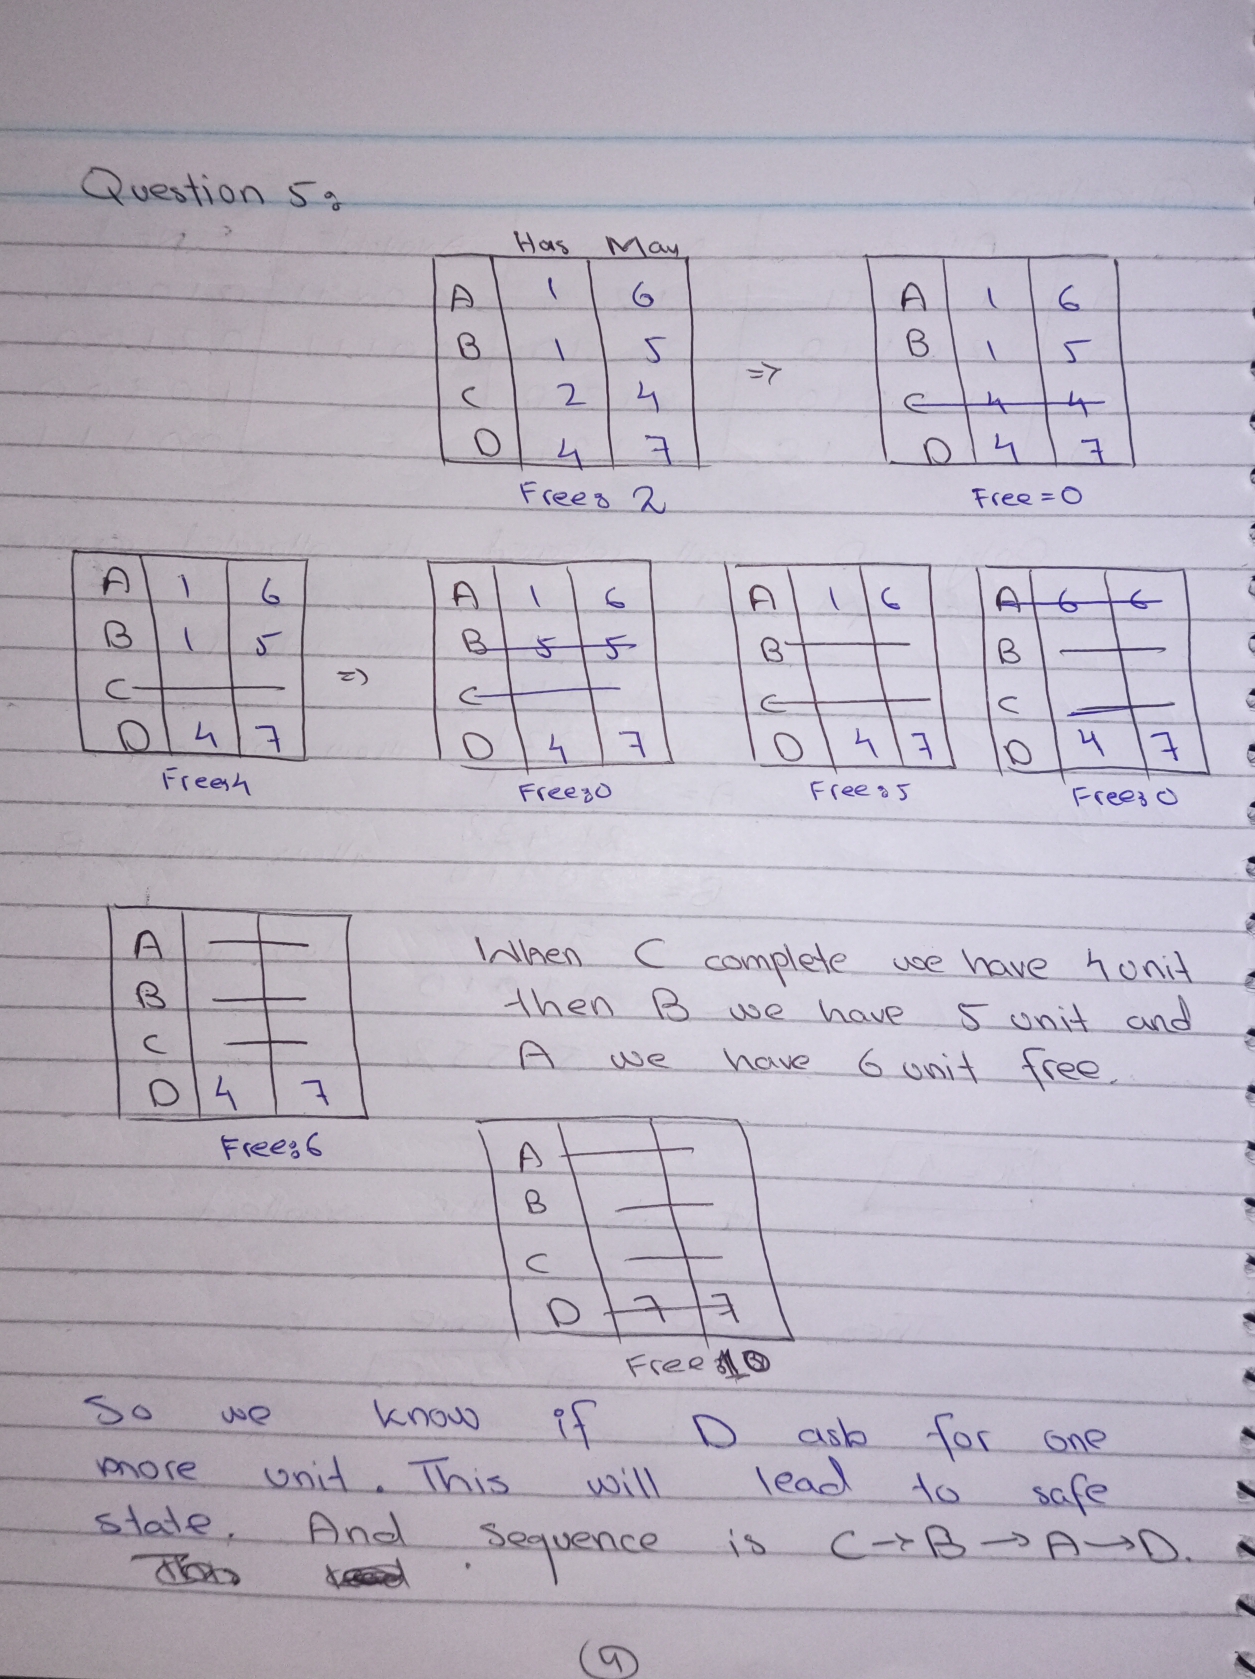 Question 5:
Has May
A 1 6
B 1 5
C 2 4
D 4 7
Free: 2
=>
A 1 6
B 1 5
C 4 4
D 4 7
Free = 0
A 1 6
B 1 5
C
D 4 7
Free: 4
=>
A 1 6
B 5 5
C
D 4 7
Free: 0
A 1 6
B
C
D 4 7
Free: 5
A 6 6
B
C
D 4 7
Free: 0
A
B
C
D 4 7
Free: 6
When C complete we have 4 unit
then B we have 5 unit and
A we have 6 unit free.
A
B
C
D 7 7
Free 10
So we know if D ask for one
more unit. This will lead to safe
state. And sequence is C→B→A→D.
4